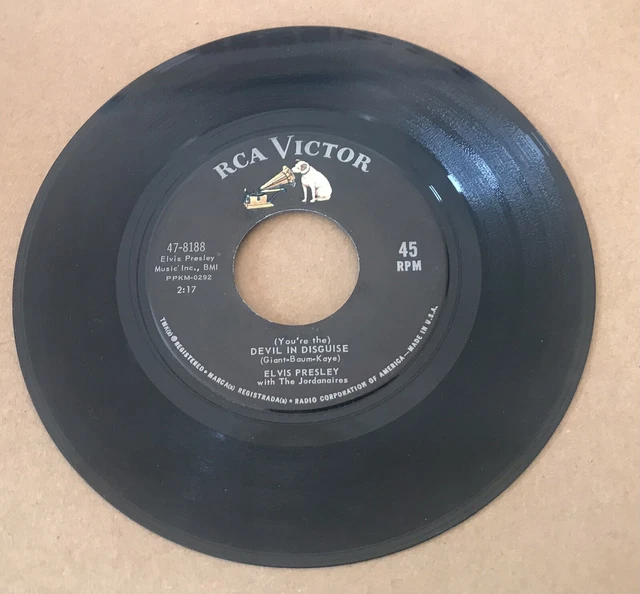 RCA VICTOR
47-8188
Elvis Presley
Music Inc., BMI
PPKM-0292
2:17
45
RPM
(You're the)
DEVIL IN DISGUISE
(Giant-Baum-Kaye)
ELVIS PRESLEY
with The Jordanaires
TMK(s) ® REGISTERED • MARCA(s) REGISTRADA(s) • RADIO CORPORATION OF AMERICA—MADE IN U.S.A.